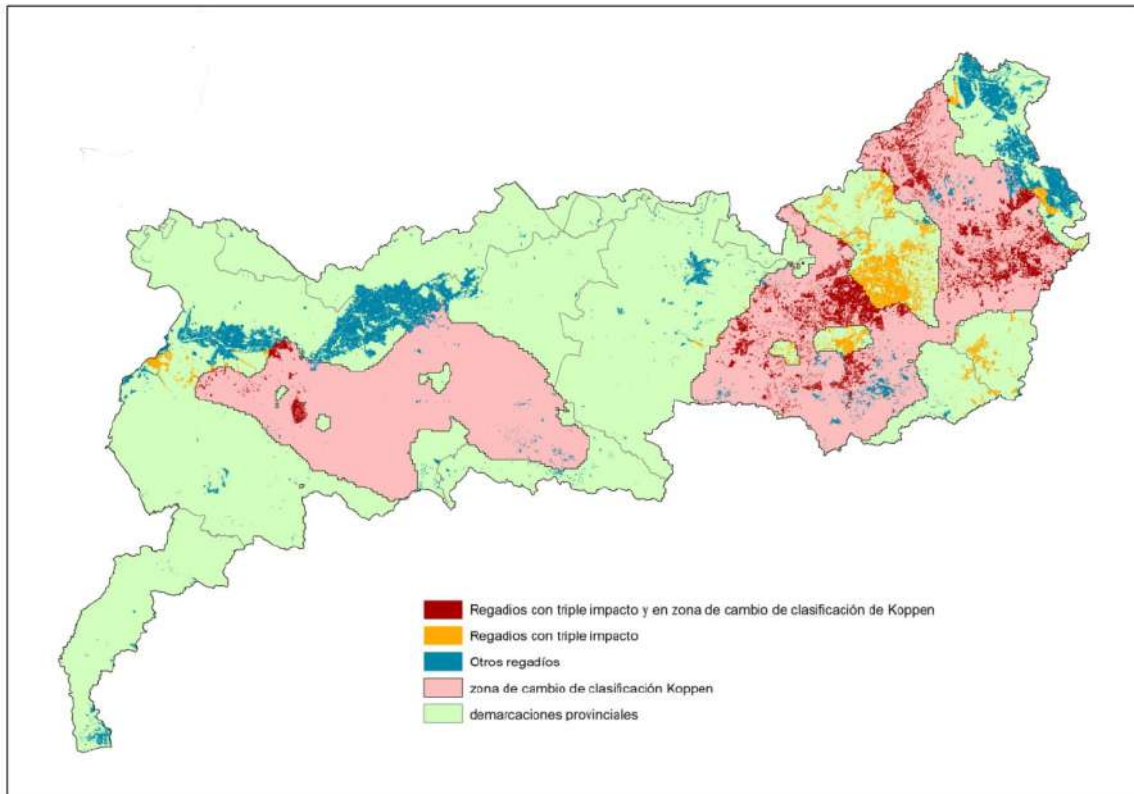 Regadios con triple impacto y en zona de cambio de clasificación de Koppen
Regadios con triple impacto
Otros regadíos
zona de cambio de clasificación Koppen
demarcaciones provinciales